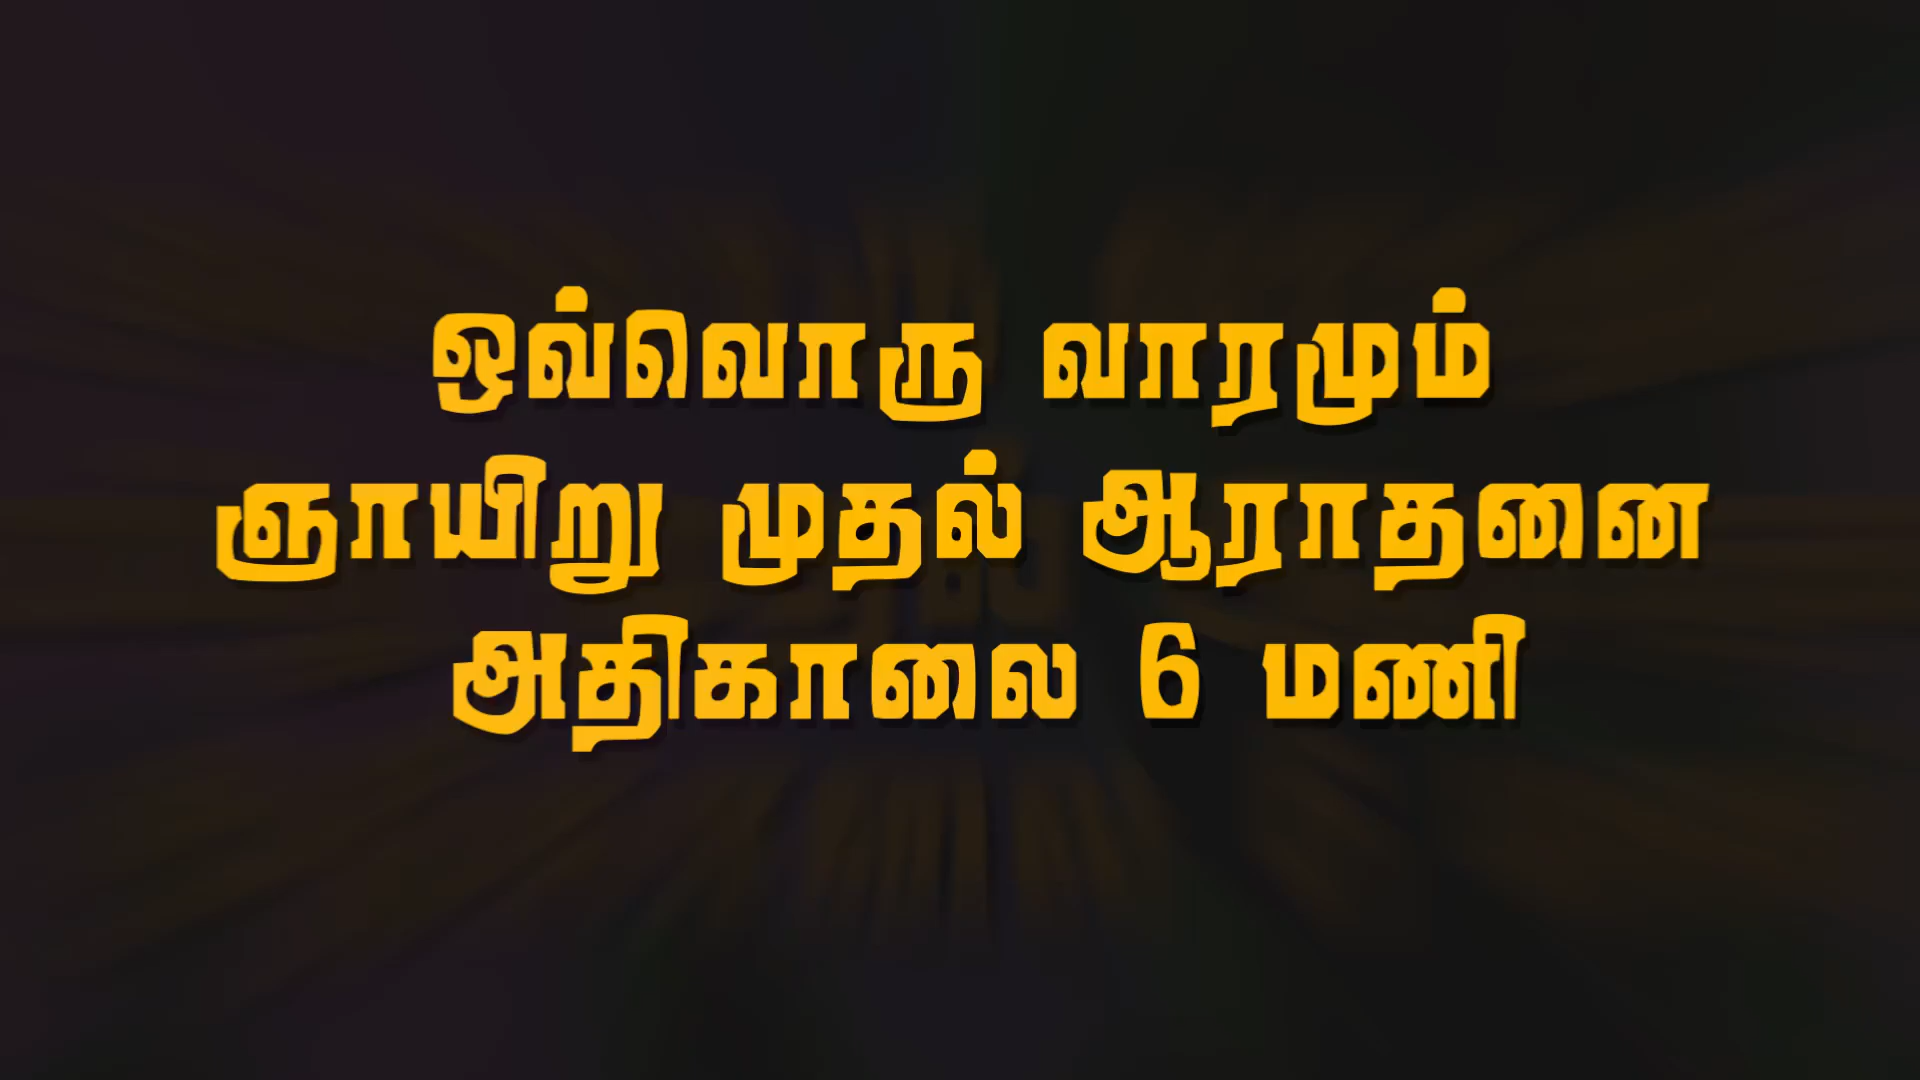 ஒவ்வொரு வாரமும்
ஞாயிறு முதல் ஆராதனை
அதிகாலை 6 மணி